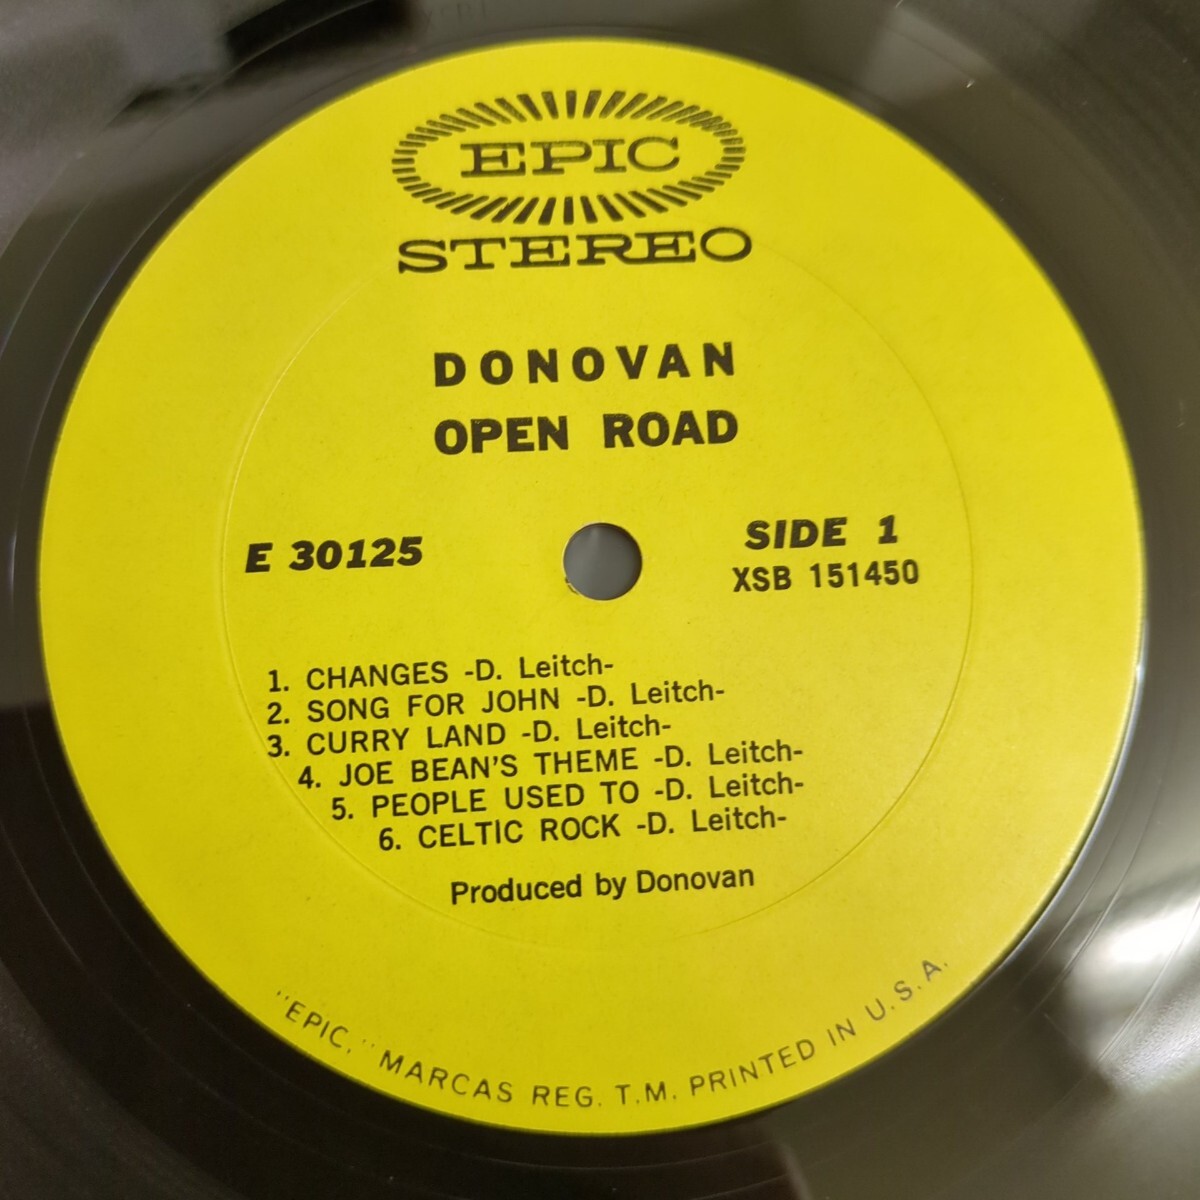 EPIC
STEREO
DONOVAN
OPEN ROAD
E 30125
SIDE 1
XSB 151450
1. CHANGES -D. Leitch-
2. SONG FOR JOHN -D. Leitch-
3. CURRY LAND -D. Leitch-
4. JOE BEAN'S THEME -D. Leitch-
5. PEOPLE USED TO -D. Leitch-
6. CELTIC ROCK -D. Leitch-
Produced by Donovan
"EPIC," MARCAS REG. T.M. PRINTED IN U.S.A.